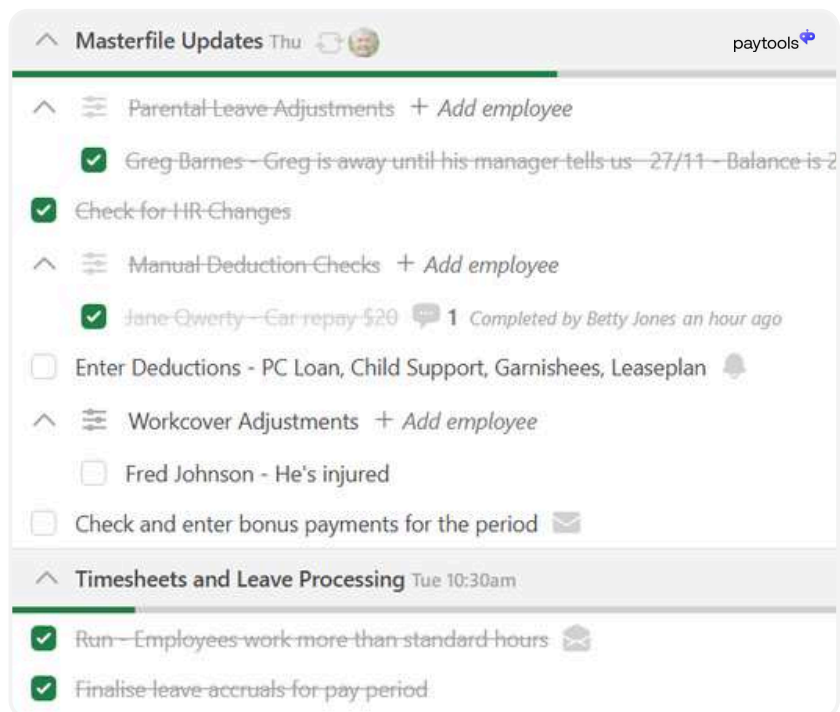 Masterfile Updates Thu
paytools
Parental Leave Adjustments + Add employee
Greg Barnes - Greg is away until his manager tells us 27/11 - Balance is 2
Check for HR Changes
Manual Deduction Checks + Add employee
Jane Qwerty - Car repay $20 1 Completed by Betty Jones an hour ago
Enter Deductions - PC Loan, Child Support, Garnishees, Leaseplan
Workcover Adjustments + Add employee
Fred Johnson - He's injured
Check and enter bonus payments for the period
Timesheets and Leave Processing Tue 10:30am
Run - Employees work more than standard hours
Finalise leave accruals for pay period